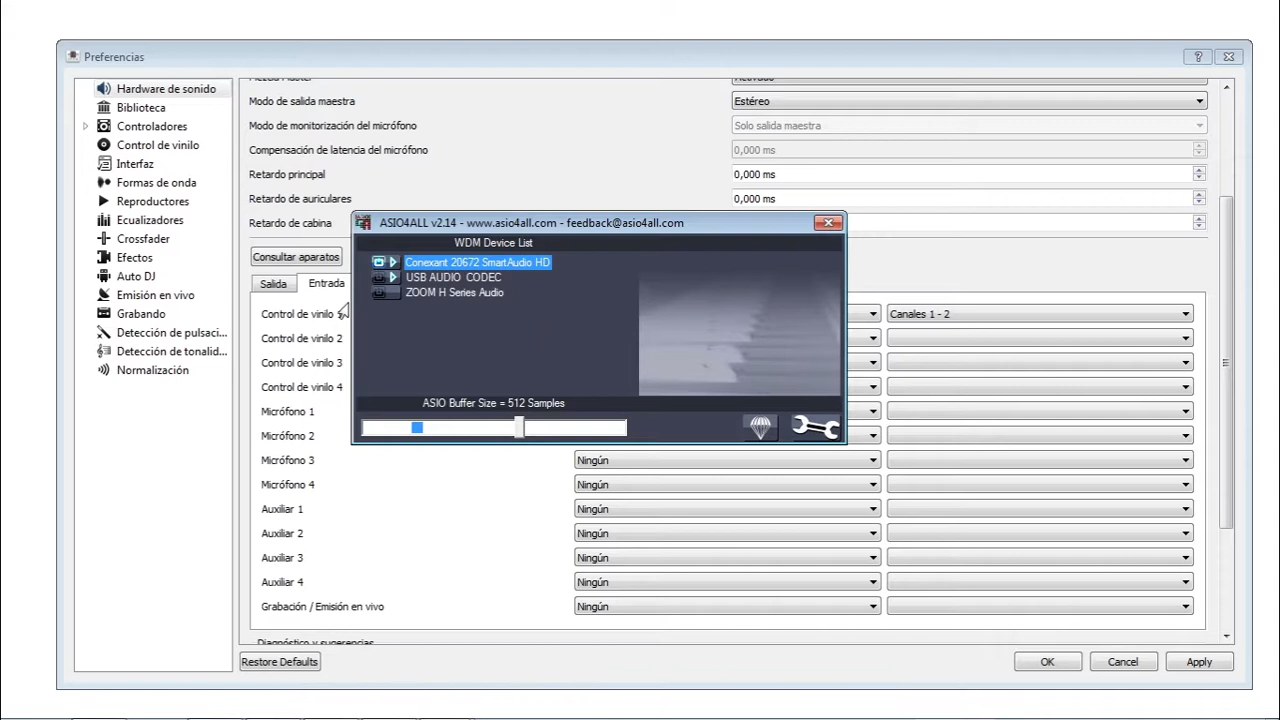 Preferencias
Hardware de sonido
Biblioteca
Controladores
Control de vinilo
Interfaz
Formas de onda
Reproductores
Ecualizadores
Crossfader
Efectos
Auto DJ
Emisión en vivo
Grabando
Detección de pulsaci...
Detección de tonalid...
Normalización
Mezcla Master Activado
Modo de salida maestra Estéreo
Modo de monitorización del micrófono Solo salida maestra
Compensación de latencia del micrófono 0,000 ms
Retardo principal 0,000 ms
Retardo de auriculares 0,000 ms
Retardo de cabina
Consultar aparatos
Salida Entrada
ASIO4ALL v2.14 - www.asio4all.com - feedback@asio4all.com
WDM Device List
Conexant 20672 SmartAudio HD
USB AUDIO CODEC
ZOOM H Series Audio
ASIO Buffer Size = 512 Samples
Control de vinilo Canales 1 - 2
Control de vinilo 2
Control de vinilo 3
Control de vinilo 4
Micrófono 1
Micrófono 2
Micrófono 3 Ningún
Micrófono 4 Ningún
Auxiliar 1 Ningún
Auxiliar 2 Ningún
Auxiliar 3 Ningún
Auxiliar 4 Ningún
Grabación / Emisión en vivo Ningún
Diagnóstico y sugerencias
Restore Defaults OK Cancel Apply